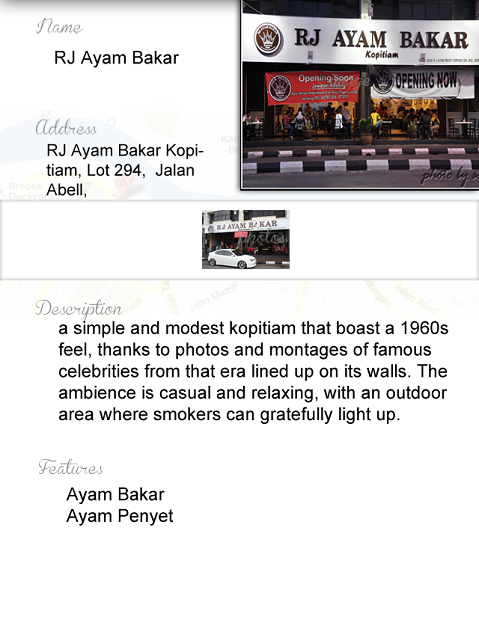 Name
RJ Ayam Bakar
RJ AYAM BAKAR
Kopitiam
Opening Soon
OPENING NOW
photo by
Address
RJ Ayam Bakar Kopi-
tiam, Lot 294, Jalan
Abell,
RJ AYAM BAKAR
Photos
Description
a simple and modest kopitiam that boast a 1960s
feel, thanks to photos and montages of famous
celebrities from that era lined up on its walls. The
ambience is casual and relaxing, with an outdoor
area where smokers can gratefully light up.
Features
Ayam Bakar
Ayam Penyet